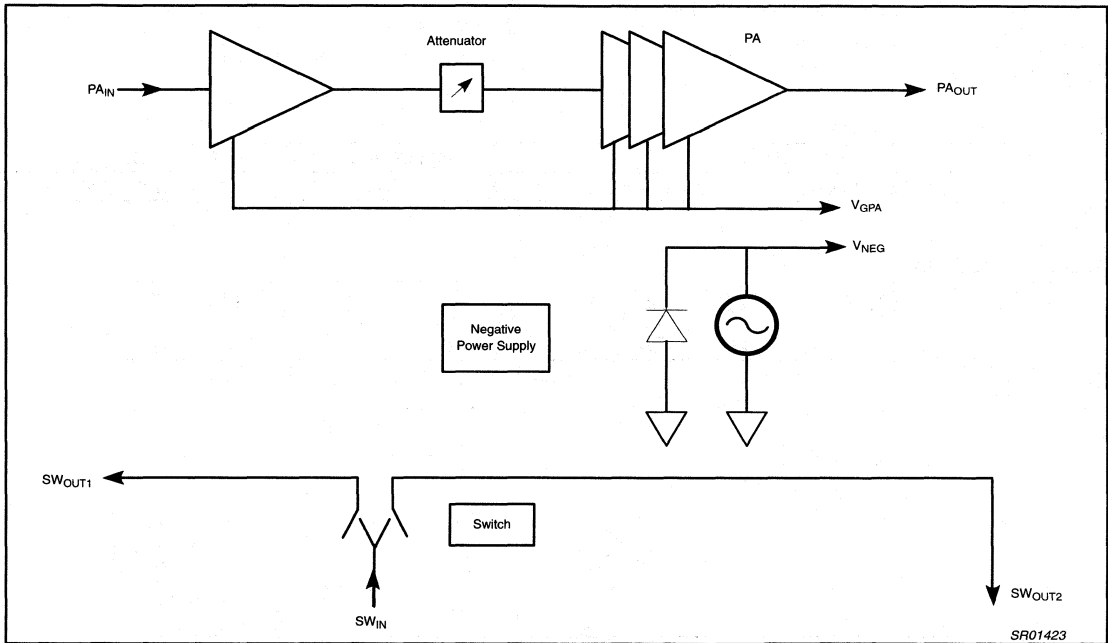 Attenuator
PA
PAIN
PAOUT
VGPA
VNEG
Negative
Power Supply
SWOUT1
Switch
SWOUT2
SWIN
SR01423